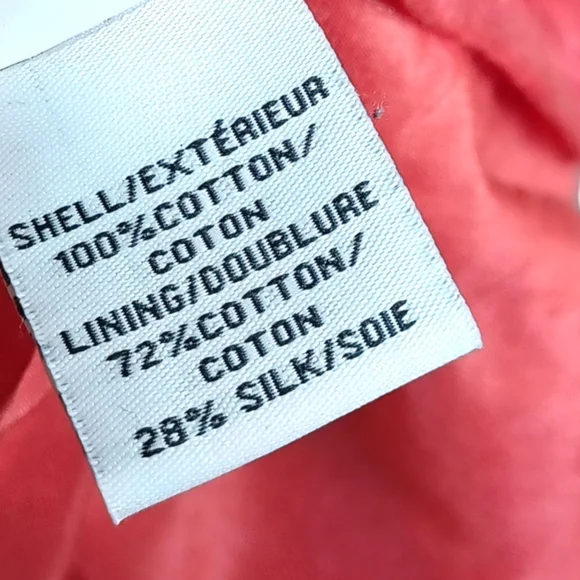 SHELL/EXTÉRIEUR
100%COTTON/
COTON
LINING/DOUBLURE
72%COTTON/
COTON
28% SILK/SOIE